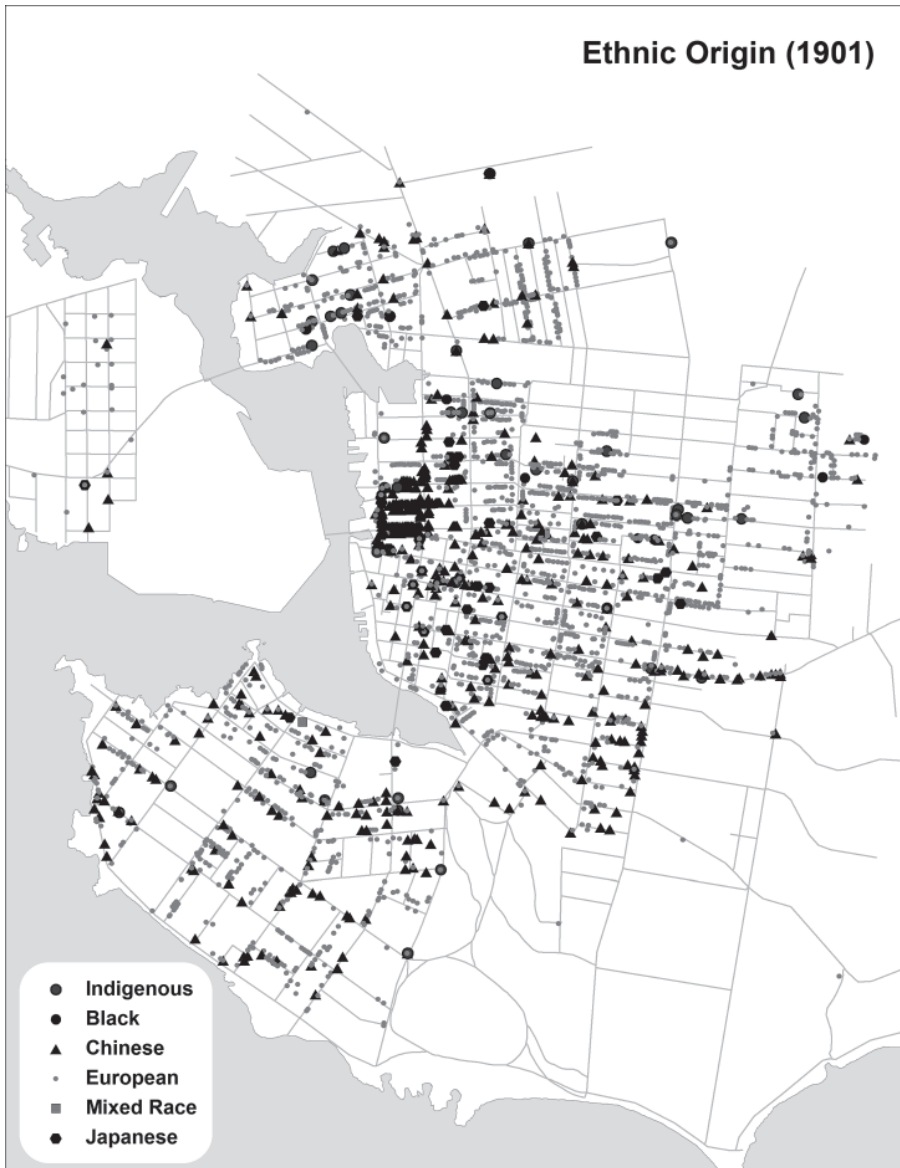 Ethnic Origin (1901)
Indigenous
Black
Chinese
European
Mixed Race
Japanese